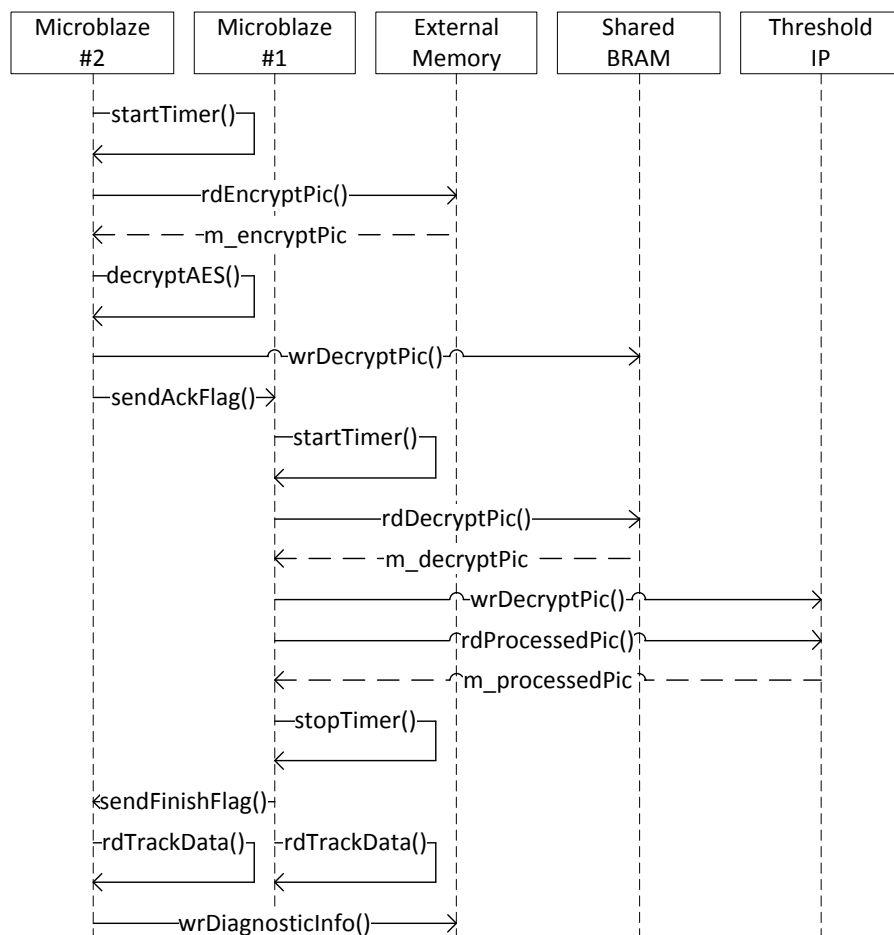 Microblaze
#2
Microblaze
#1
External
Memory
Shared
BRAM
Threshold
IP
startTimer()
rdEncryptPic()
m_encryptPic
decryptAES()
wrDecryptPic()
sendAckFlag()
startTimer()
rdDecryptPic()
m_decryptPic
wrDecryptPic()
rdProcessedPic()
m_processedPic
stopTimer()
sendFinishFlag()
rdTrackData()
rdTrackData()
wrDiagnosticInfo()